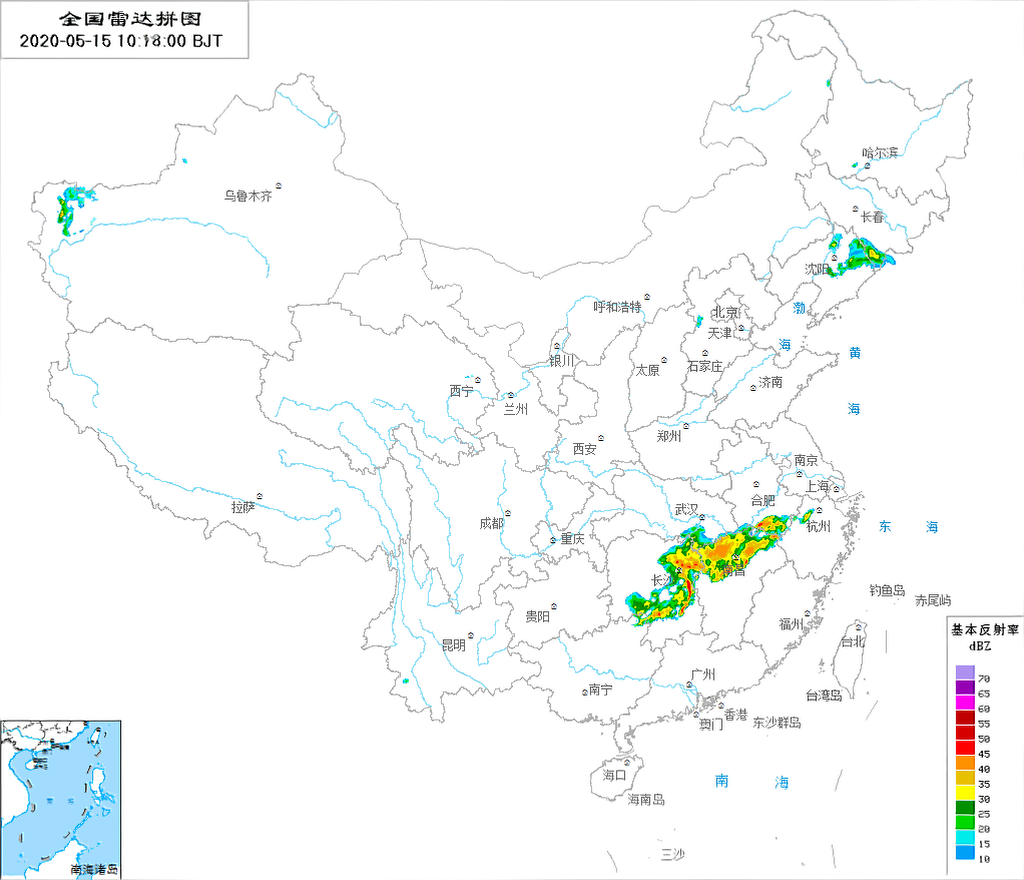 全国雷达拼图
2020-05-15 10:18:00 BJT
哈尔滨
乌鲁木齐
长春
沈阳
呼和浩特
北京
渤
天津
海
黄
银川
太原
石家庄
西宁
济南
兰州
海
郑州
西安
南京
上海
拉萨
合肥
武汉
成都
杭州
东 海
重庆
南昌
长沙
钓鱼岛
赤尾屿
贵阳
福州
基本反射率
dBZ
昆明
台北
广州
70
南宁
台湾岛
65
香港
60
澳门
东沙群岛
55
50
45
海口
40
南 海
35
海南岛
30
25
20
三沙
15
10
南 海
南海诸岛